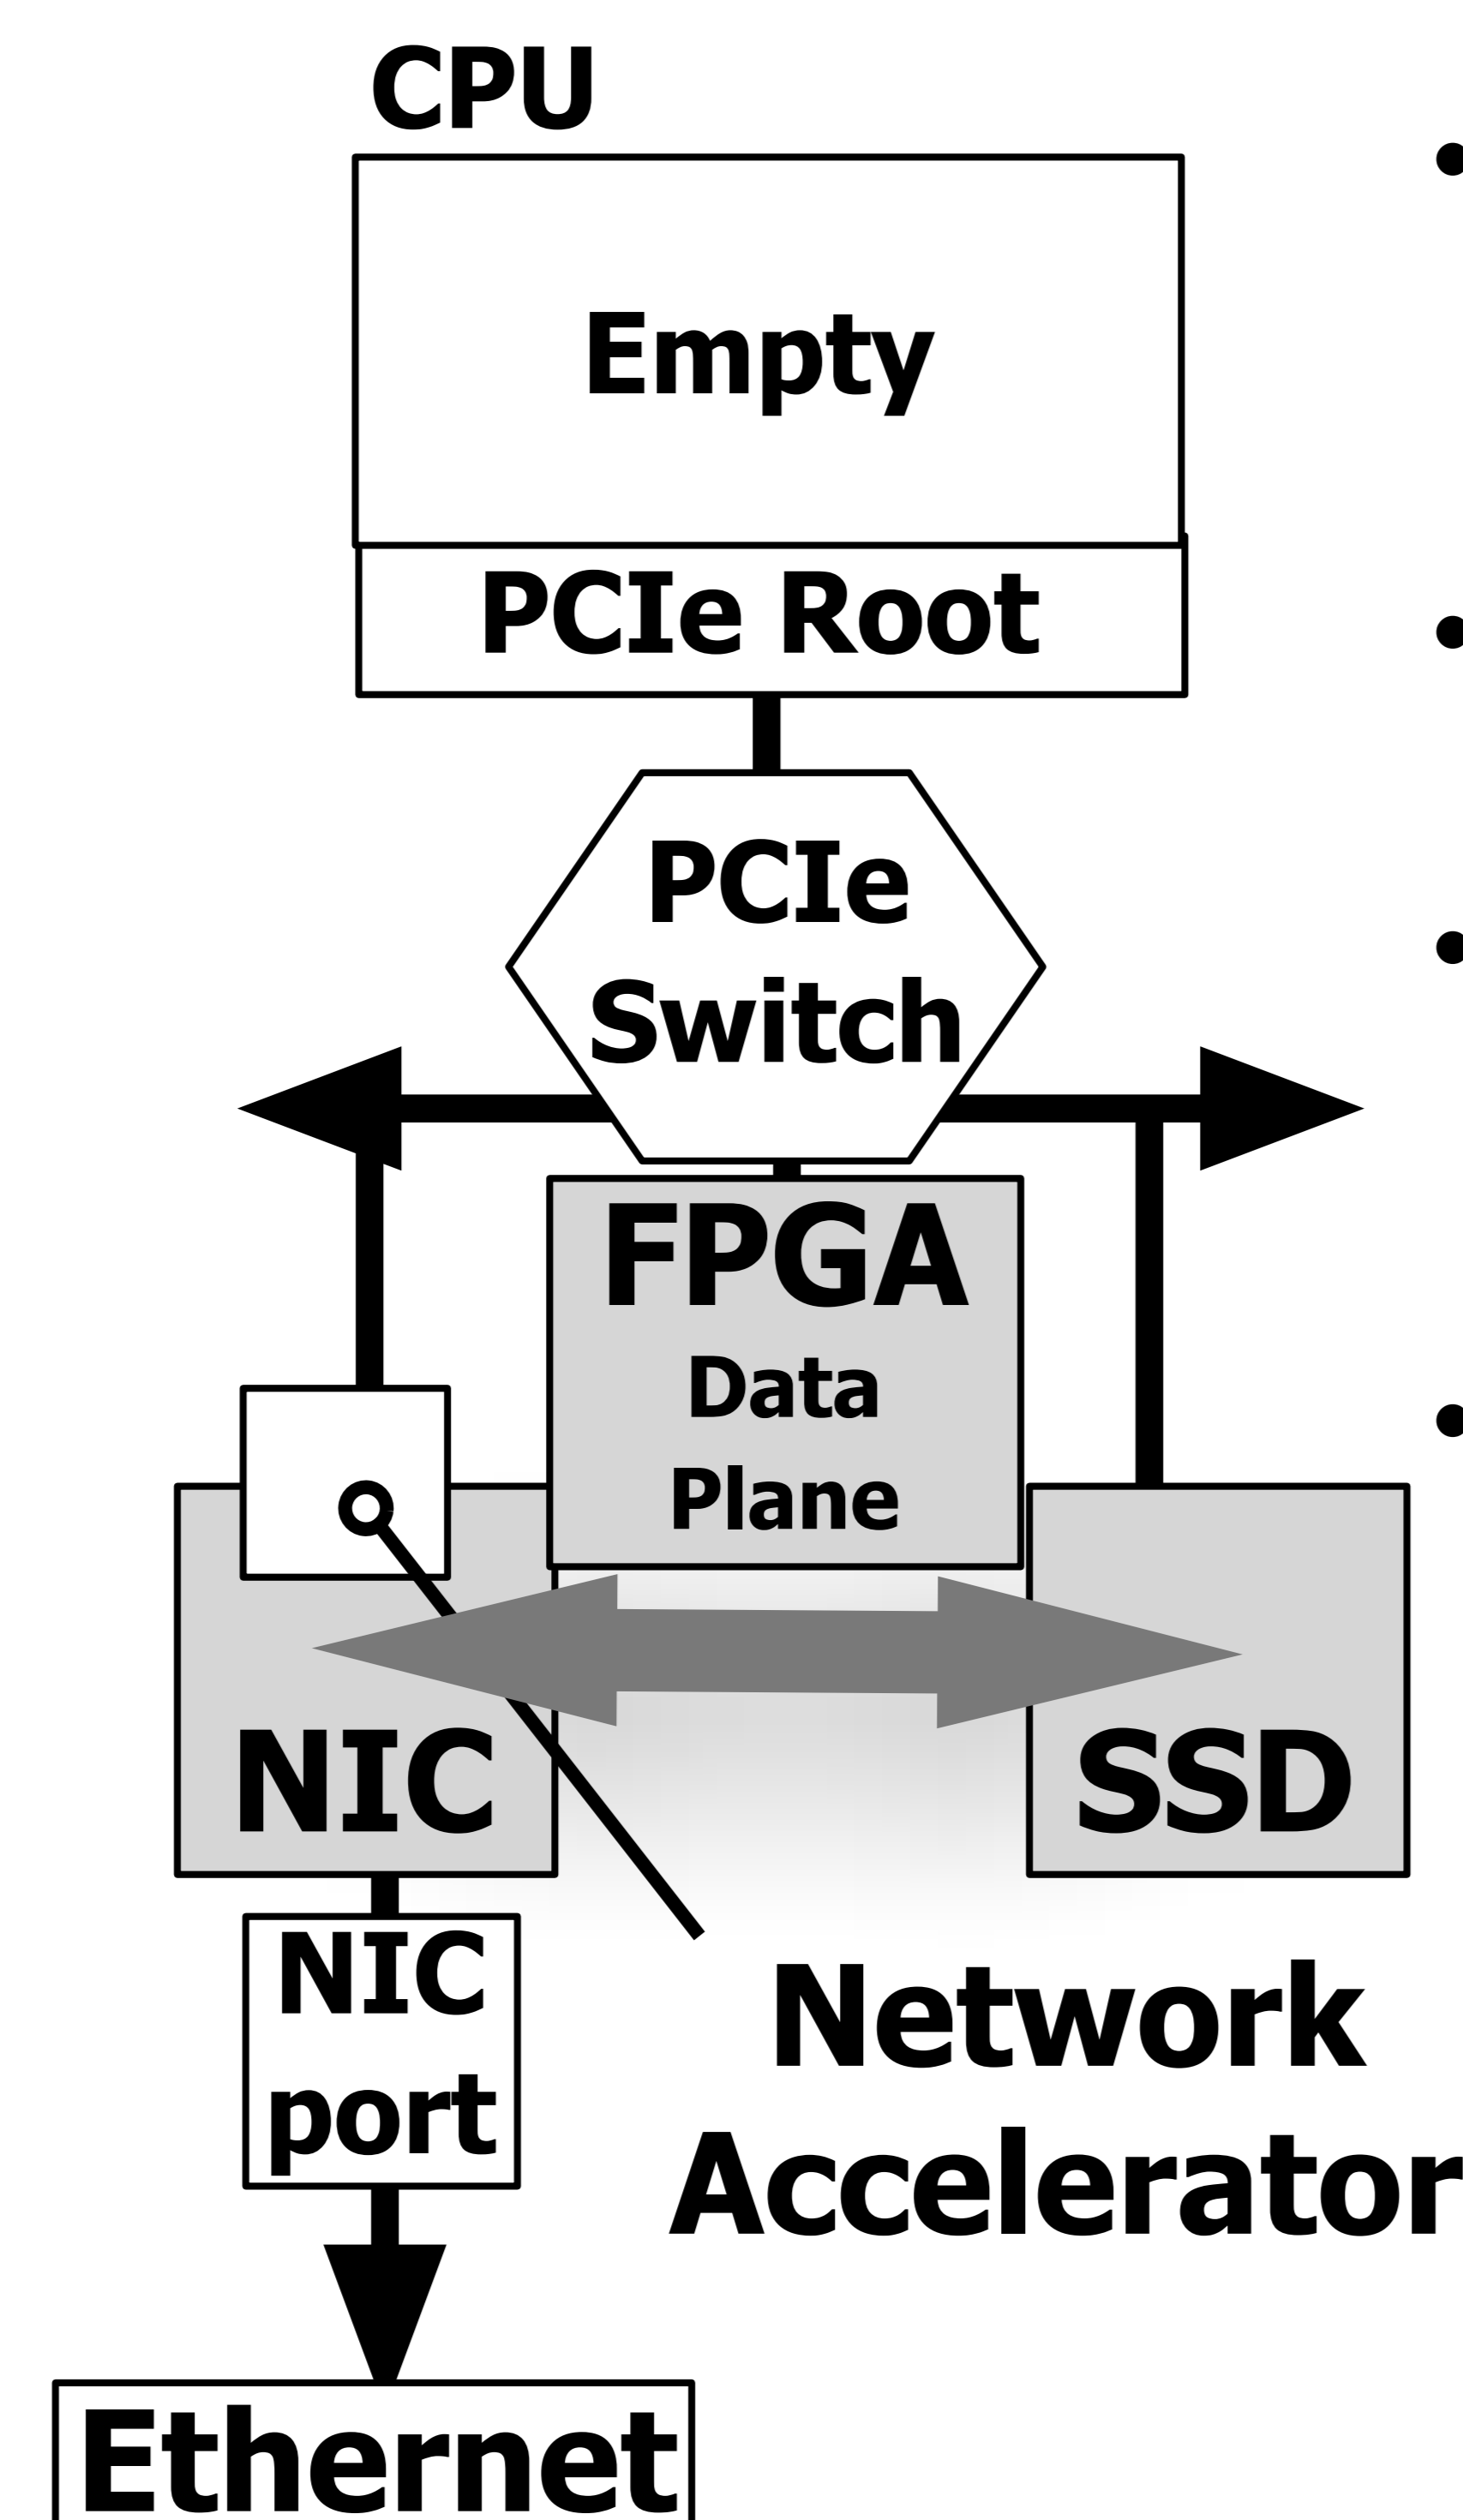 CPU
Empty
PCIe Root
PCIe
Switch
FPGA
Data
Plane
NIC
SSD
NIC
port
Network
Accelerator
Ethernet